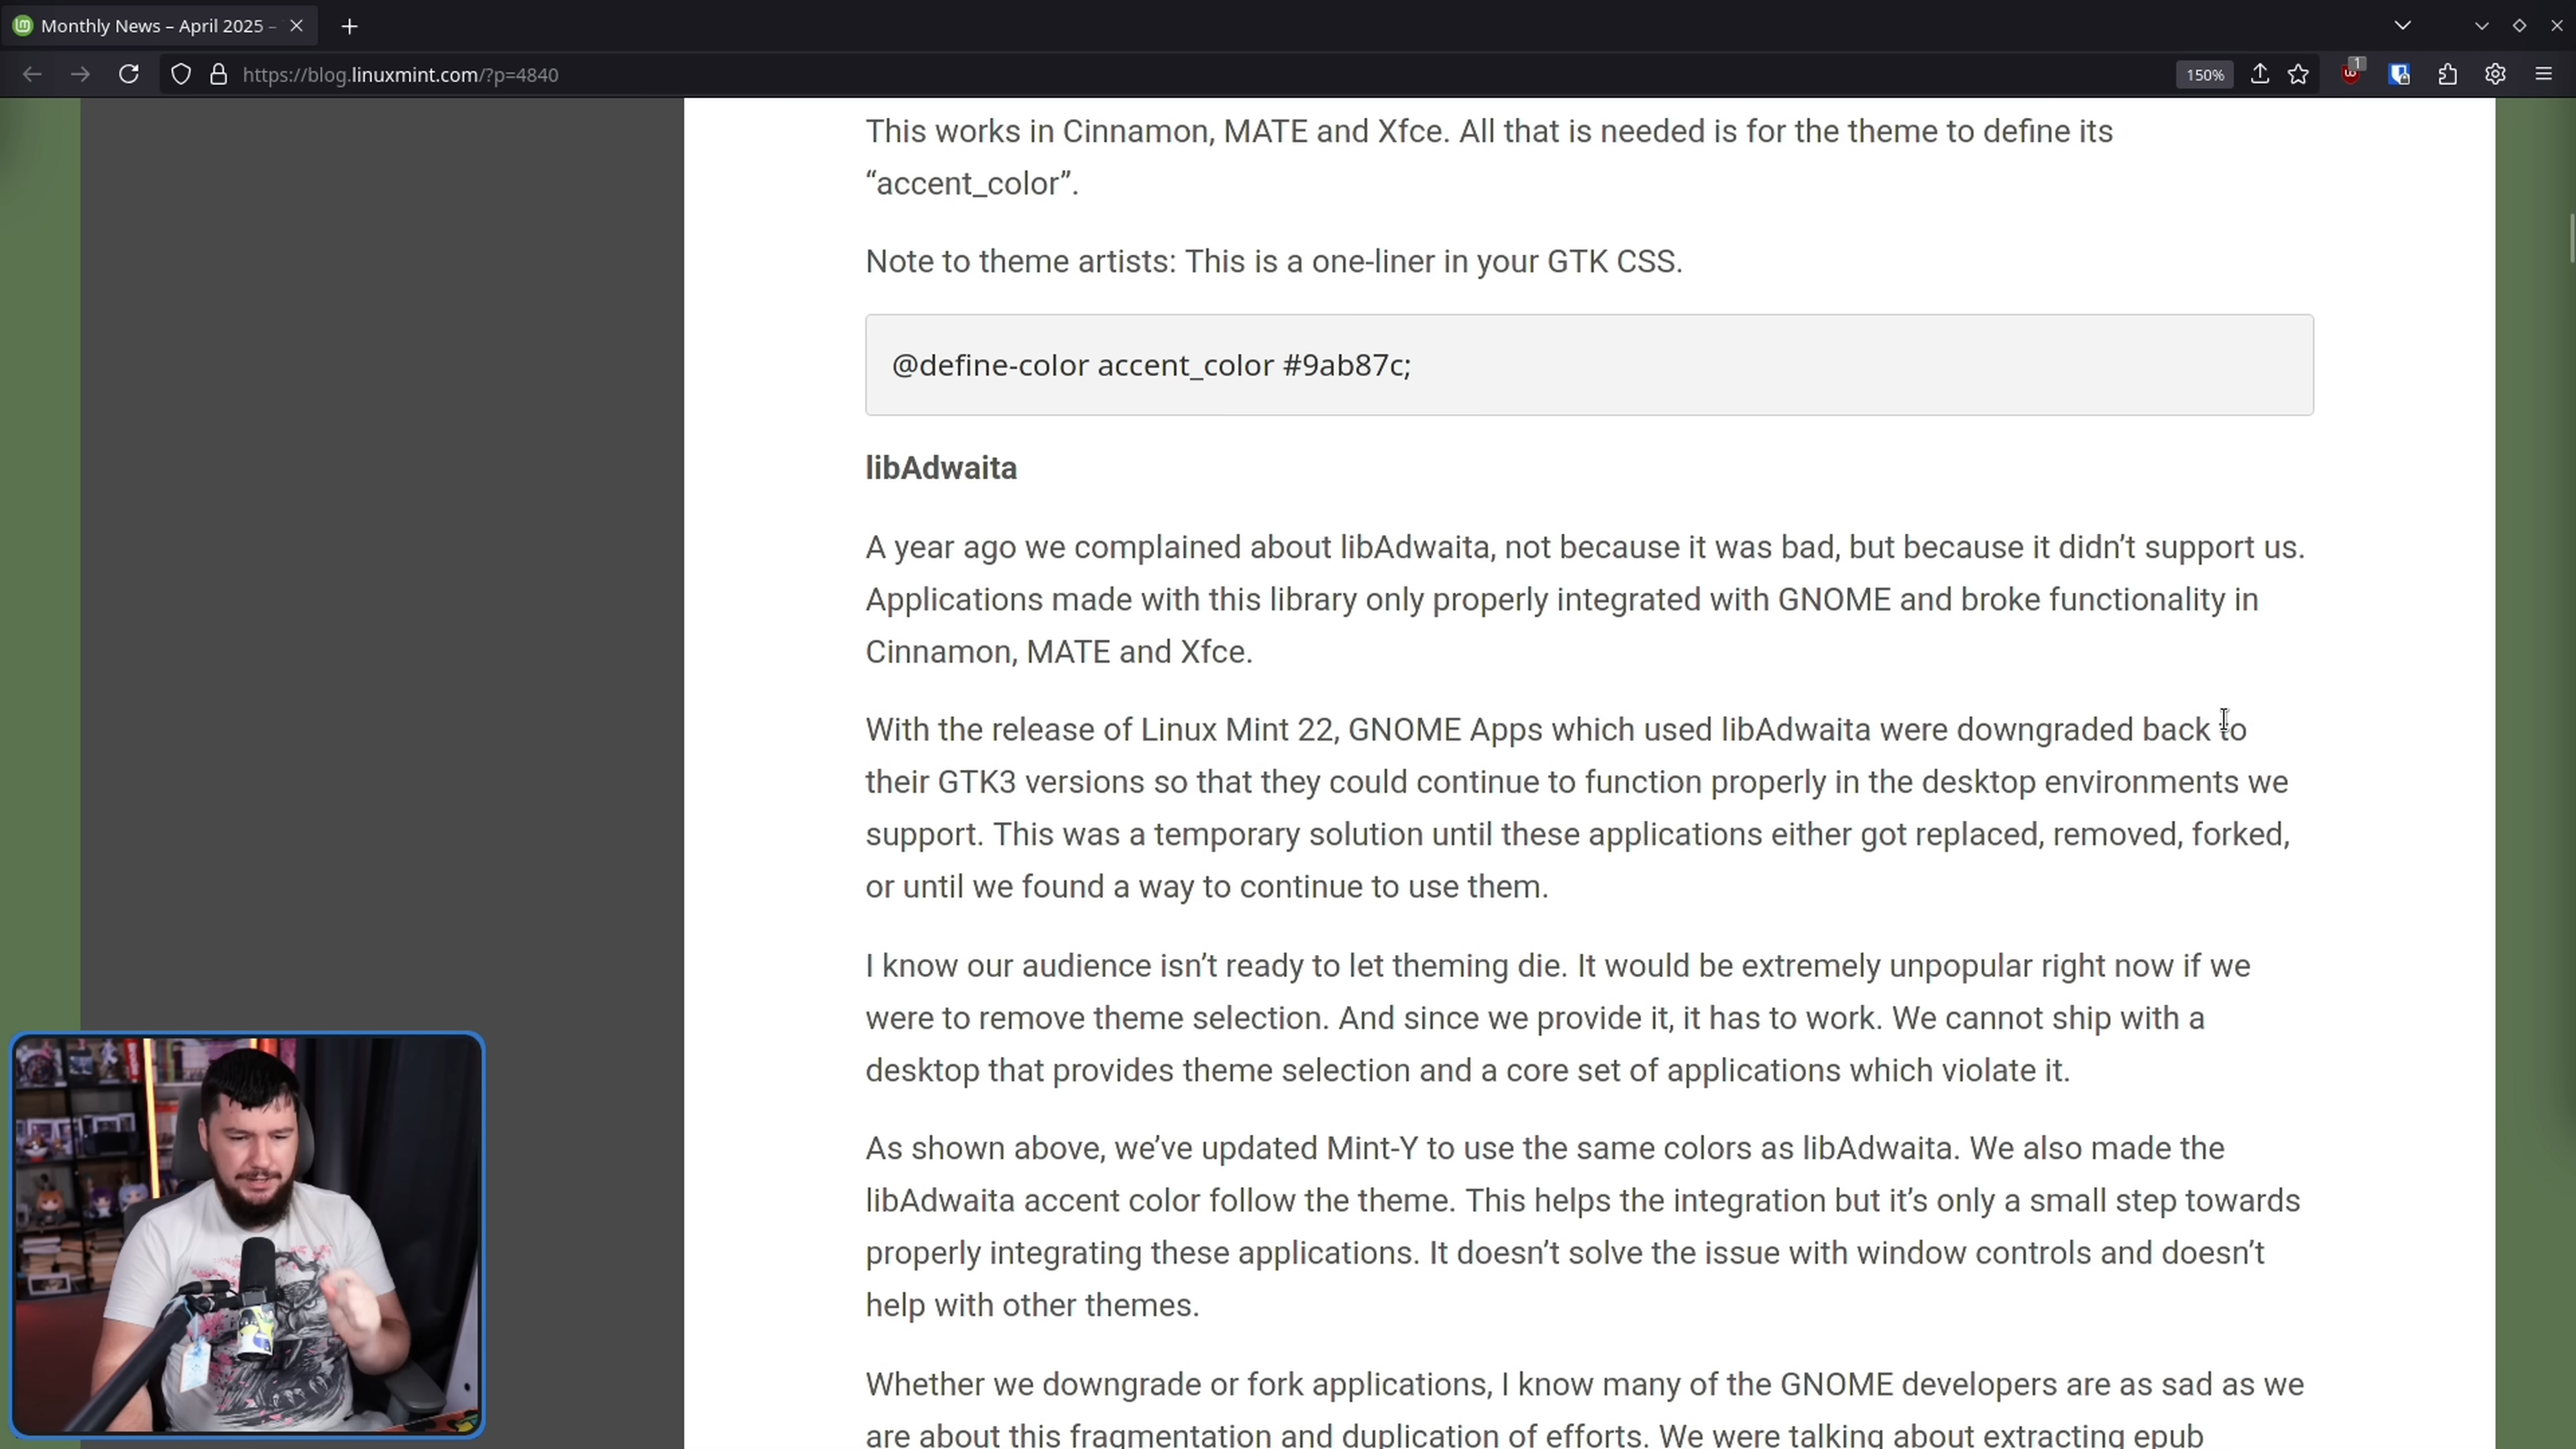 Monthly News – April 2025 –
https://blog.linuxmint.com/?p=4840
150%
1
This works in Cinnamon, MATE and Xfce. All that is needed is for the theme to define its
“accent_color”.
Note to theme artists: This is a one-liner in your GTK CSS.
@define-color accent_color #9ab87c;
libAdwaita
A year ago we complained about libAdwaita, not because it was bad, but because it didn’t support us.
Applications made with this library only properly integrated with GNOME and broke functionality in
Cinnamon, MATE and Xfce.
With the release of Linux Mint 22, GNOME Apps which used libAdwaita were downgraded back to
their GTK3 versions so that they could continue to function properly in the desktop environments we
support. This was a temporary solution until these applications either got replaced, removed, forked,
or until we found a way to continue to use them.
I know our audience isn’t ready to let theming die. It would be extremely unpopular right now if we
were to remove theme selection. And since we provide it, it has to work. We cannot ship with a
desktop that provides theme selection and a core set of applications which violate it.
As shown above, we’ve updated Mint-Y to use the same colors as libAdwaita. We also made the
libAdwaita accent color follow the theme. This helps the integration but it’s only a small step towards
properly integrating these applications. It doesn’t solve the issue with window controls and doesn’t
help with other themes.
Whether we downgrade or fork applications, I know many of the GNOME developers are as sad as we
are about this fragmentation and duplication of efforts. We were talking about extracting epub